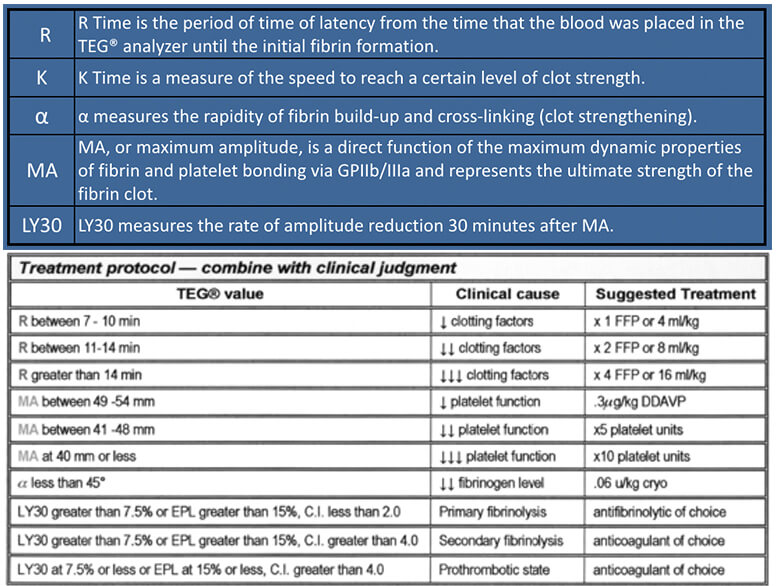 R
R Time is the period of time of latency from the time that the blood was placed in the
TEG® analyzer until the initial fibrin formation.
K
K Time is a measure of the speed to reach a certain level of clot strength.
α
α measures the rapidity of fibrin build-up and cross-linking (clot strengthening).
MA
MA, or maximum amplitude, is a direct function of the maximum dynamic properties
of fibrin and platelet bonding via GPIIb/IIIa and represents the ultimate strength of the
fibrin clot.
LY30
LY30 measures the rate of amplitude reduction 30 minutes after MA.
Treatment protocol — combine with clinical judgment
TEG® value Clinical cause Suggested Treatment
R between 7 - 10 min ↓ clotting factors x 1 FFP or 4 ml/kg
R between 11-14 min ↓↓ clotting factors x 2 FFP or 8 ml/kg
R greater than 14 min ↓↓↓ clotting factors x 4 FFP or 16 ml/kg
MA between 49 -54 mm ↓ platelet function .3µg/kg DDAVP
MA between 41 -48 mm ↓↓ platelet function x5 platelet units
MA at 40 mm or less ↓↓↓ platelet function x10 platelet units
α less than 45° ↓↓ fibrinogen level .06 u/kg cryo
LY30 greater than 7.5% or EPL greater than 15%, C.I. less than 2.0 Primary fibrinolysis antifibrinolytic of choice
LY30 greater than 7.5% or EPL greater than 15%, C.I. greater than 4.0 Secondary fibrinolysis anticoagulant of choice
LY30 at 7.5% or less or EPL at 15% or less, C.I. greater than 4.0 Prothrombotic state anticoagulant of choice